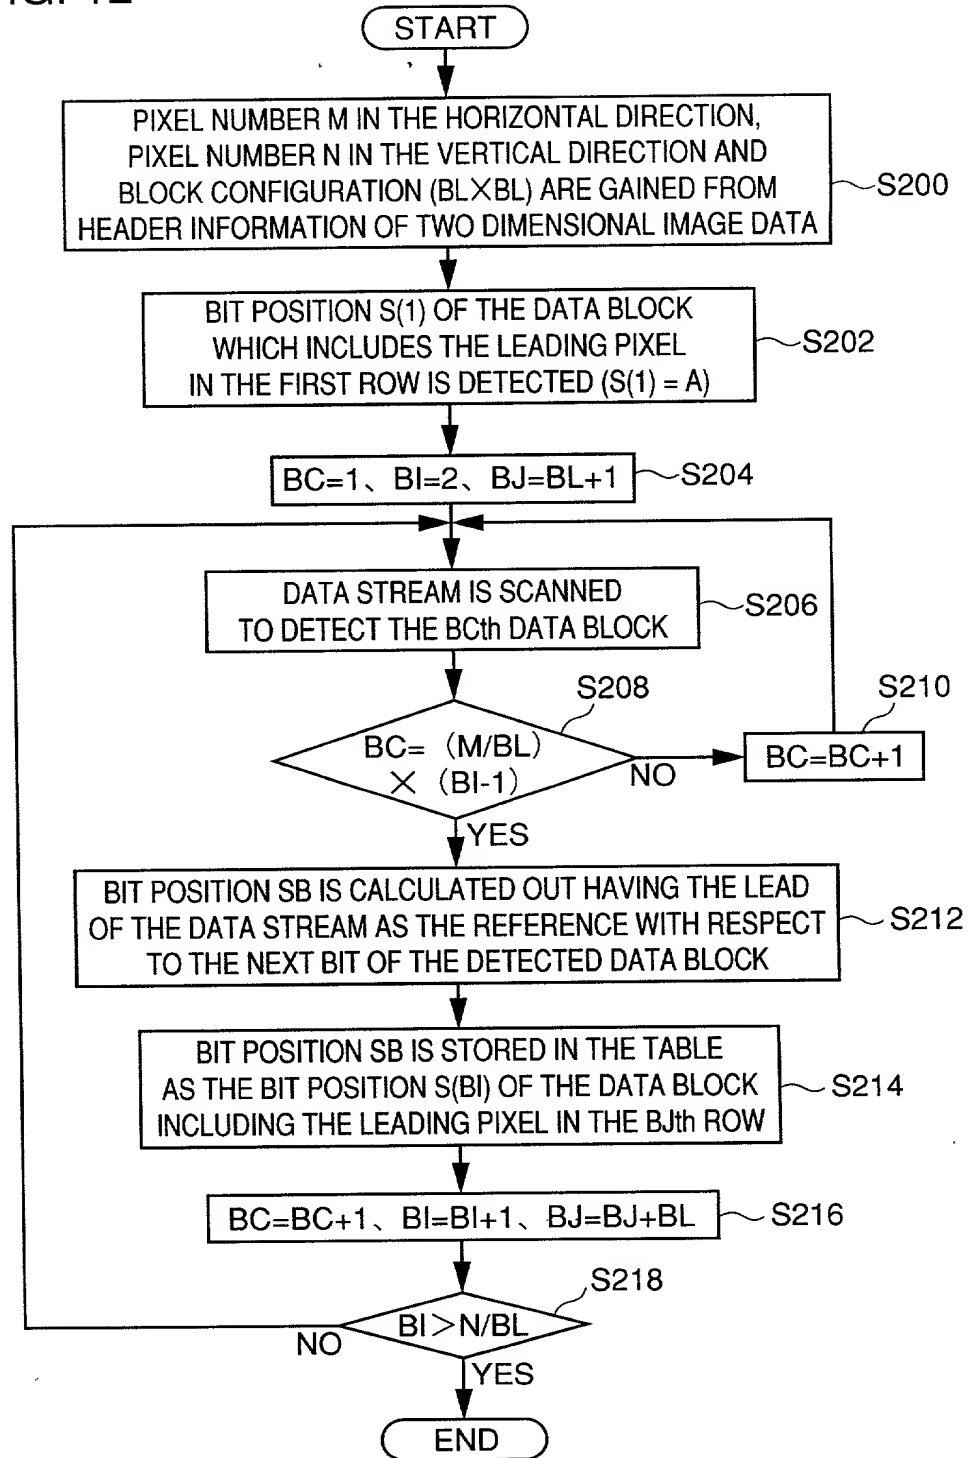 START
PIXEL NUMBER M IN THE HORIZONTAL DIRECTION,
PIXEL NUMBER N IN THE VERTICAL DIRECTION AND
BLOCK CONFIGURATION (BL×BL) ARE GAINED FROM
HEADER INFORMATION OF TWO DIMENSIONAL IMAGE DATA
S200
BIT POSITION S(1) OF THE DATA BLOCK
WHICH INCLUDES THE LEADING PIXEL
IN THE FIRST ROW IS DETECTED (S(1) = A)
S202
BC=1、BI=2、BJ=BL+1
S204
DATA STREAM IS SCANNED
TO DETECT THE BCth DATA BLOCK
S206
S208
BC= (M/BL)
× (BI-1)
NO
S210
BC=BC+1
YES
BIT POSITION SB IS CALCULATED OUT HAVING THE LEAD
OF THE DATA STREAM AS THE REFERENCE WITH RESPECT
TO THE NEXT BIT OF THE DETECTED DATA BLOCK
S212
BIT POSITION SB IS STORED IN THE TABLE
AS THE BIT POSITION S(BI) OF THE DATA BLOCK
INCLUDING THE LEADING PIXEL IN THE BJth ROW
S214
BC=BC+1、BI=BI+1、BJ=BJ+BL
S216
S218
BI>N/BL
NO
YES
END